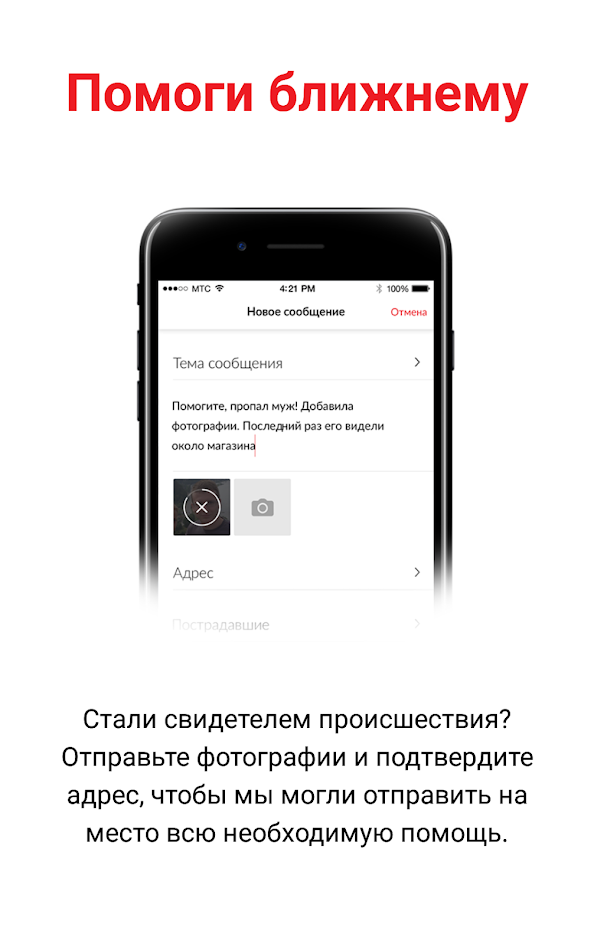 Помоги ближнему
МТС 4:21 PM 100%
Новое сообщение Отмена
Тема сообщения
Помогите, пропал муж! Добавила
фотографии. Последний раз его видели
около магазина
Адрес
Пострадавшие
Стали свидетелем происшествия?
Отправьте фотографии и подтвердите
адрес, чтобы мы могли отправить на
место всю необходимую помощь.